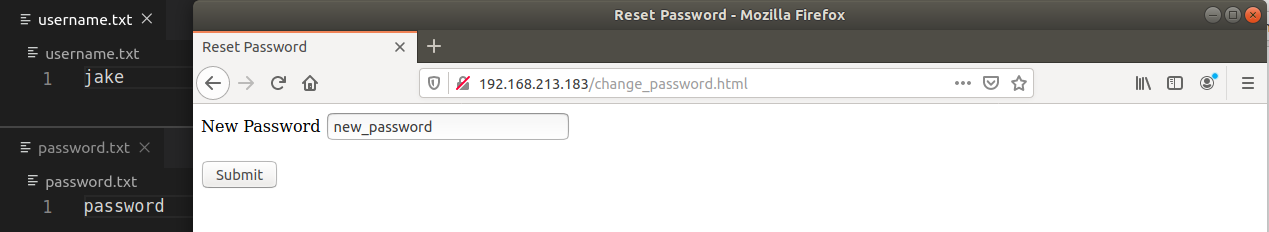 username.txt
username.txt
1 jake
password.txt
password.txt
1 password
Reset Password - Mozilla Firefox
Reset Password
192.168.213.183/change_password.html
New Password new_password
Submit